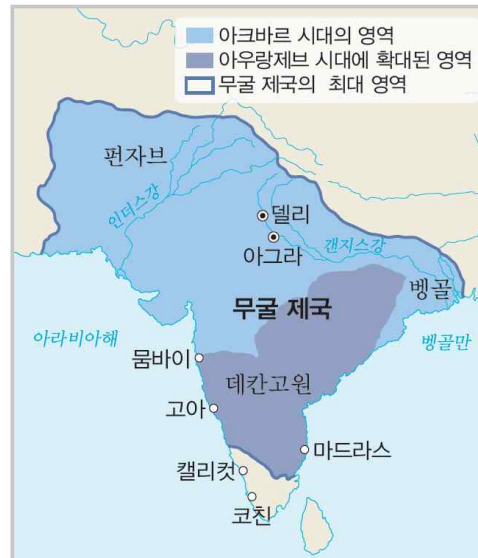 아크바르 시대의 영역
아우랑제브 시대에 확대된 영역
무굴 제국의 최대 영역
펀자브
인더스강
델리
아그라
갠지스강
벵골
무굴 제국
아라비아해
벵골만
뭄바이
데칸고원
고아
마드라스
캘리컷
코친